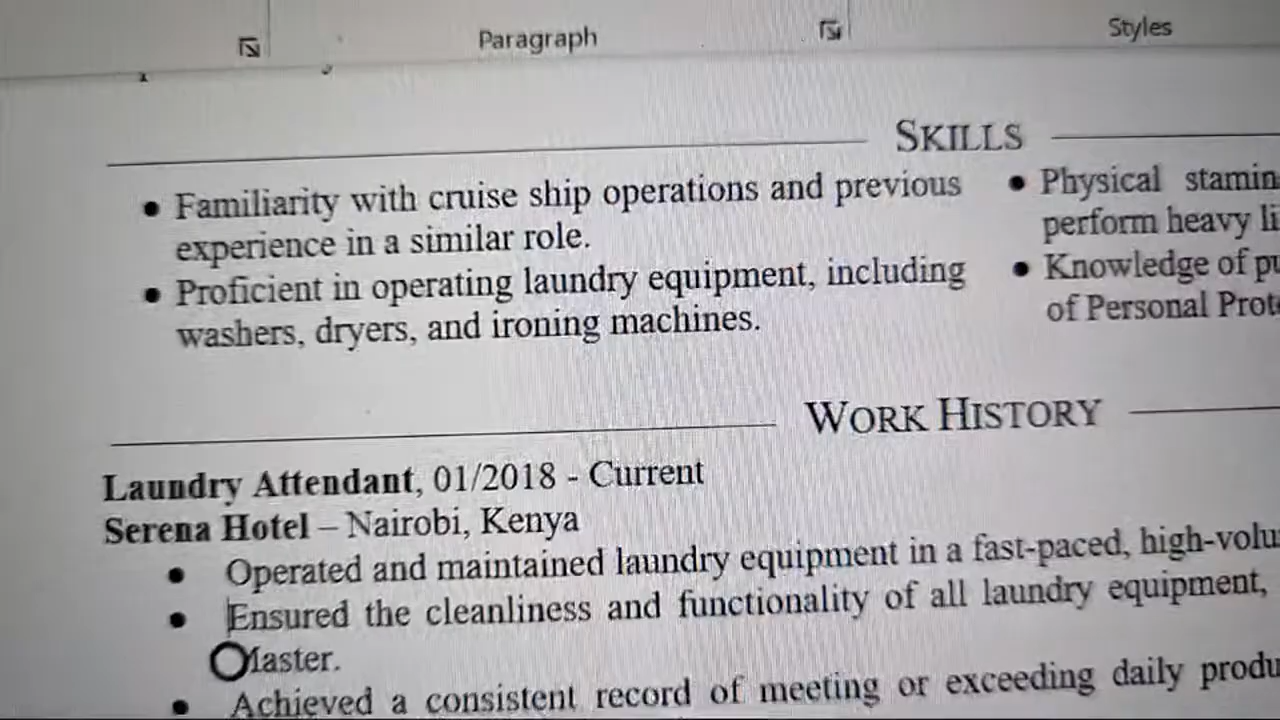 Paragraph
Styles
SKILLS
• Familiarity with cruise ship operations and previous
experience in a similar role.
• Proficient in operating laundry equipment, including
washers, dryers, and ironing machines.
• Physical
perform heavy
• Knowledge of
of Personal
WORK HISTORY
Laundry Attendant, 01/2018 - Current
Serena Hotel – Nairobi, Kenya
• Operated and maintained laundry equipment in a fast-paced,
• Ensured the cleanliness and functionality of all laundry equipment,
• Achieved a consistent record of meeting or exceeding daily